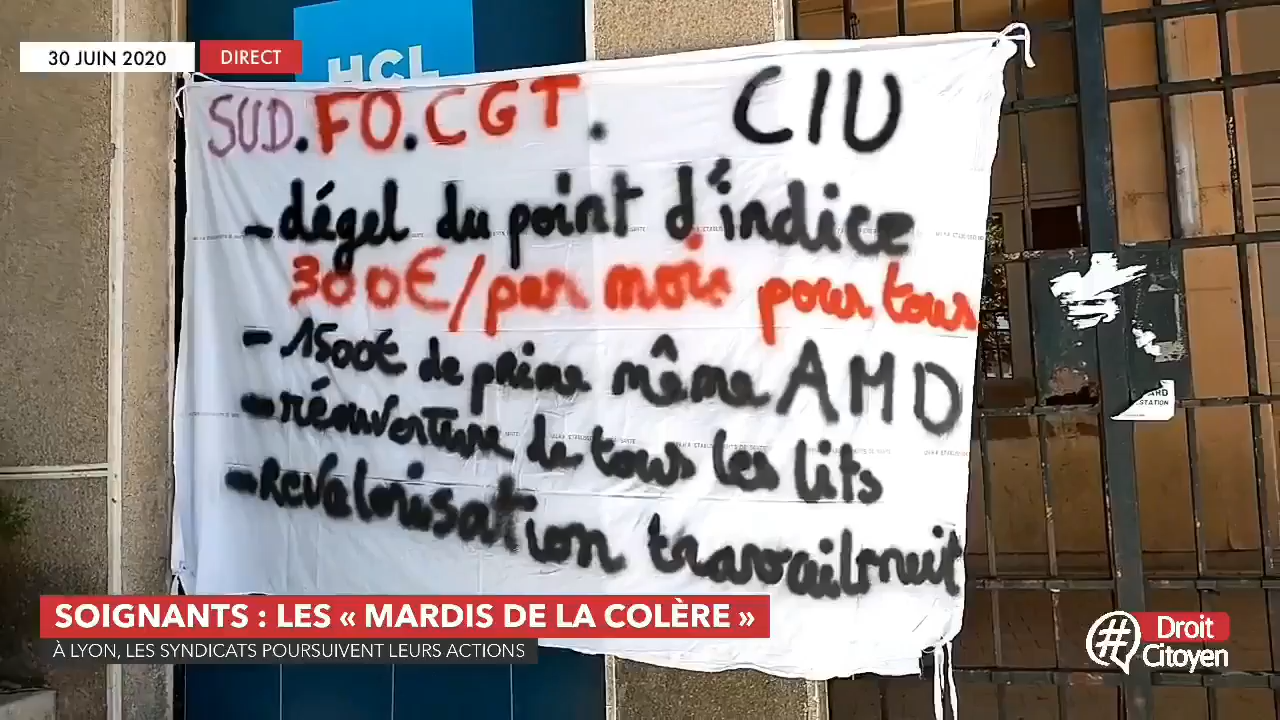 30 JUIN 2020
DIRECT
HCL
SUD.FO.CGT. CIU
- dégel du point d'indice
300€/par mois pour tous
- 1500€ de prime même AMD
- réouverture de tous les lits
- Revalorisation travail nuit
SOIGNANTS : LES « MARDIS DE LA COLÈRE »
À LYON, LES SYNDICATS POURSUIVENT LEURS ACTIONS
# Droit
Citoyen